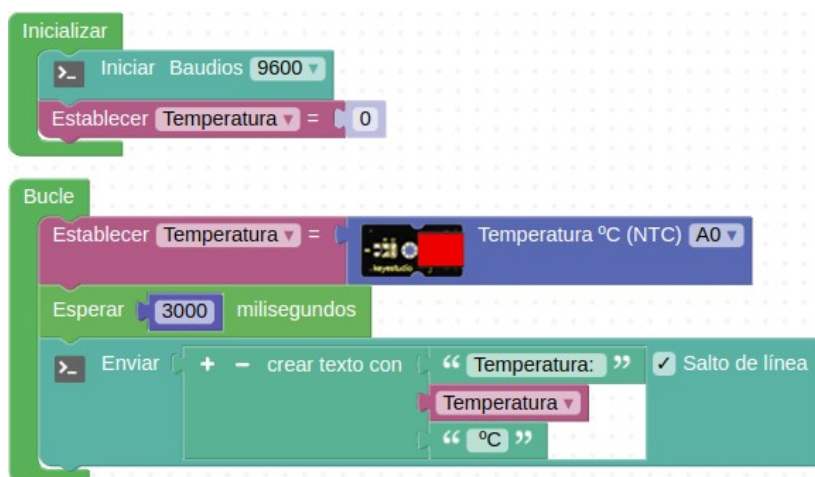 Inicializar
Iniciar Baudios 9600
Establecer Temperatura = 0
Bucle
Establecer Temperatura = Temperatura ºC (NTC) A0
keyestudio
Esperar 3000 milisegundos
Enviar + − crear texto con “ Temperatura: ” ✓ Salto de línea
Temperatura
“ ºC ”